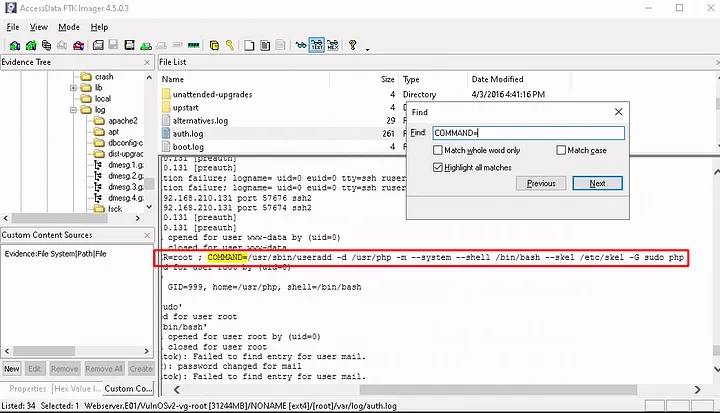 AccessData FTK Imager 4.5.0.3
File View Mode Help
Evidence Tree
crash
lib
local
log
apache2
apt
dbconfig-c
dist-upgrad
dmesg.1.g
dmesg.2.g
dmesg.3.g
dmesg.4.g
fsck
File List
Name Size Type Date Modified
unattended-upgrades 4 Directory 4/3/2016 4:41:16 PM
upstart 4
alternatives.log 29
auth.log 261
boot.log 4
Find
Find: COMMAND=
Match whole word only Match case
Highlight all matches
Previous Next
0.131 [preauth]
0.131 [preauth]
tion failure; logname= uid=0 euid=0 tty=ssh ruser
92.168.210.131 port 57676 ssh2
92.168.210.131 port 57674 ssh2
0.131 [preauth]
0.131 [preauth]
opened for user www-data by (uid=0)
closed for user www-data
R=root ; COMMAND=/usr/sbin/useradd -d /usr/php -m --system --shell /bin/bash --skel /etc/skel -G sudo php
d for user root by (uid=0)
GID=999, home=/usr/php, shell=/bin/bash
udo'
ed for user root
bin/bash'
opened for user root by (uid=0)
closed for user root
tok): Failed to find entry for user mail.
): password changed for mail
tok): Failed to find entry for user mail.
Custom Content Sources
Evidence:File System|Path|File
New Edit Remove Remove All Create
Properties Hex Value I... Custom Co...
Listed: 34 Selected: 1 Webserver.E01/VulnOSv2-vg-root [31244MB]/NONAME [ext4]/[root]/var/log/auth.log